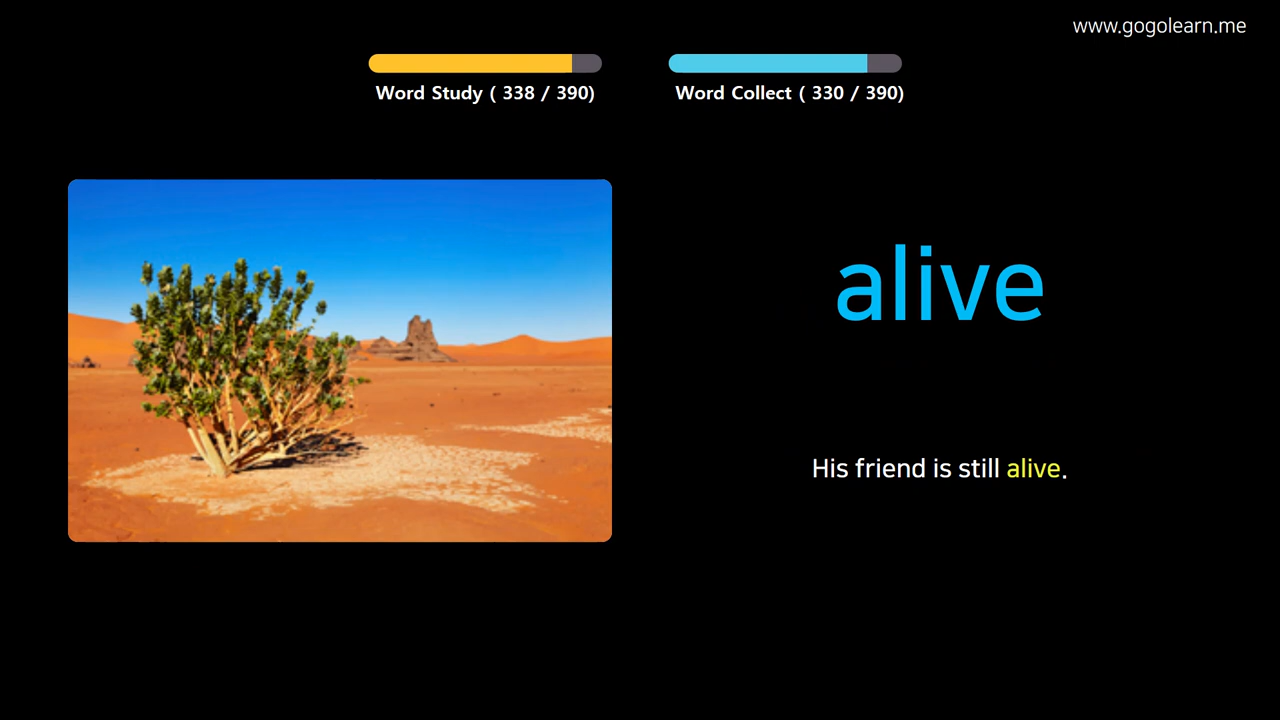 www.gogolearn.me
Word Study ( 338 / 390)
Word Collect ( 330 / 390)
alive
His friend is still alive.